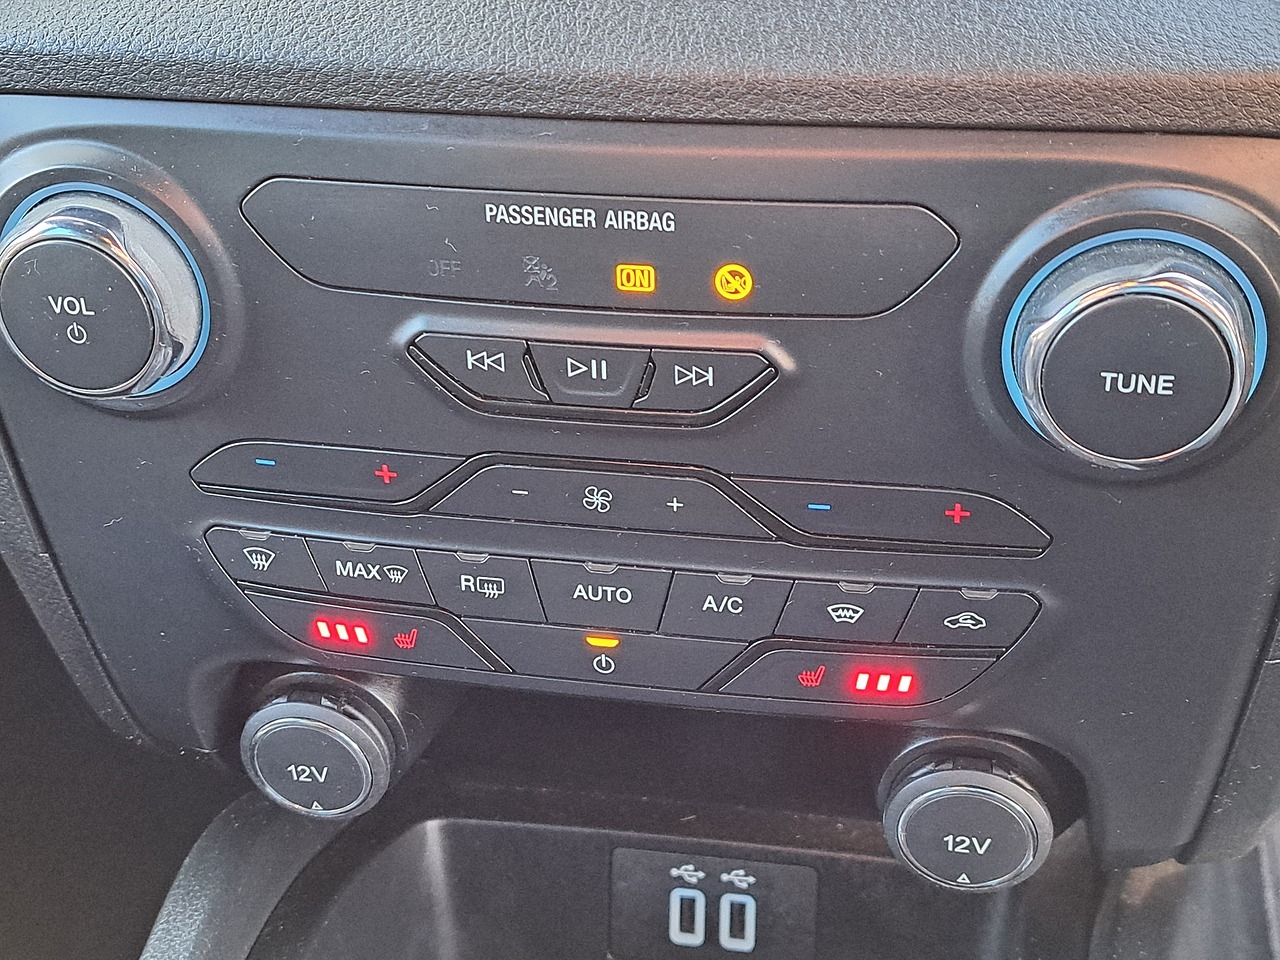 PASSENGER AIRBAG
OFF
ON
VOL
TUNE
MAX
R
AUTO
A/C
12V
12V